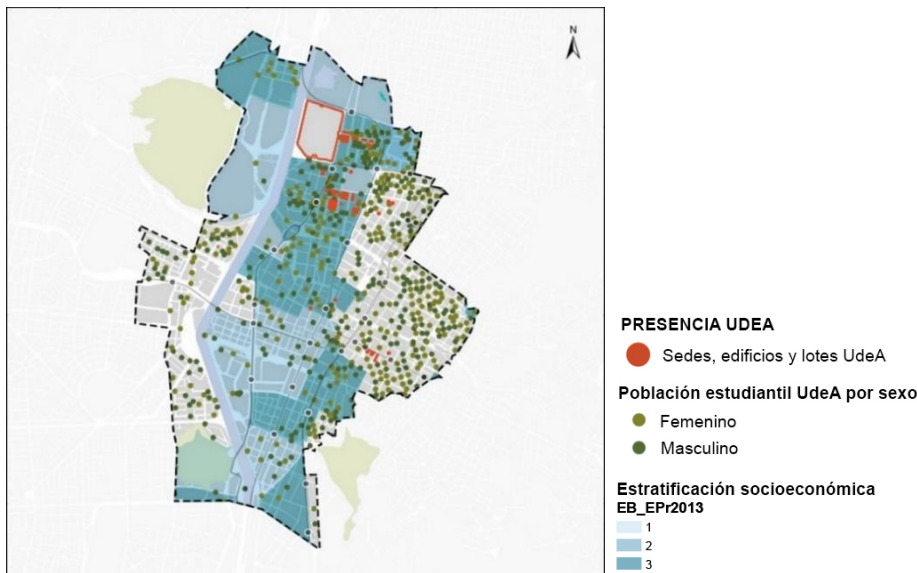 N
PRESENCIA UDEA
Sedes, edificios y lotes UdeA
Población estudiantil UdeA por sexo
Femenino
Masculino
Estratificación socioeconómica
EB_EPr2013
1
2
3